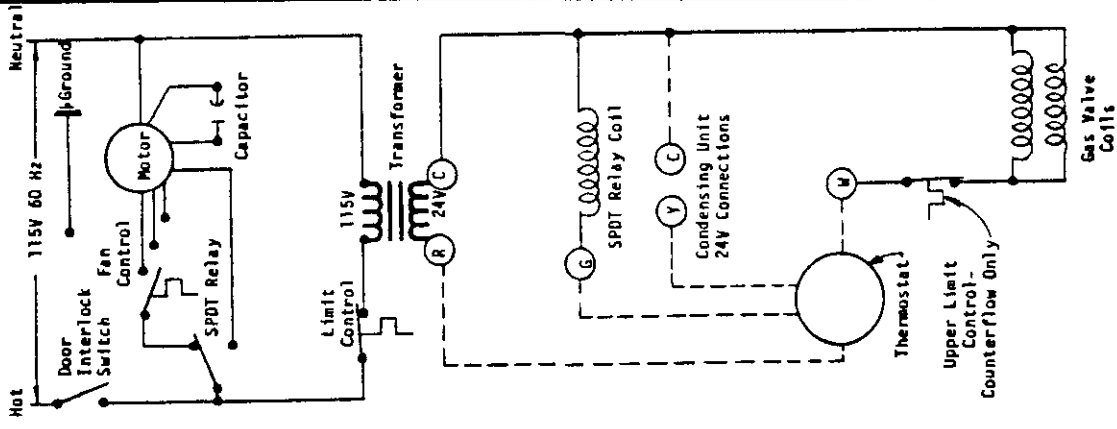 Hot
115V 60 Hz
Neutral
Door
Interlock
Switch
Fan
Control
Ground
Motor
Capacitor
SPDT Relay
Limit
Control
115V
24V
Transformer
R
C
G
SPDT Relay Coil
Y
C
Condensing Unit
24V Connections
Thermostat
W
Upper Limit
Control-
Counterflow Only
Gas Valve
Coils